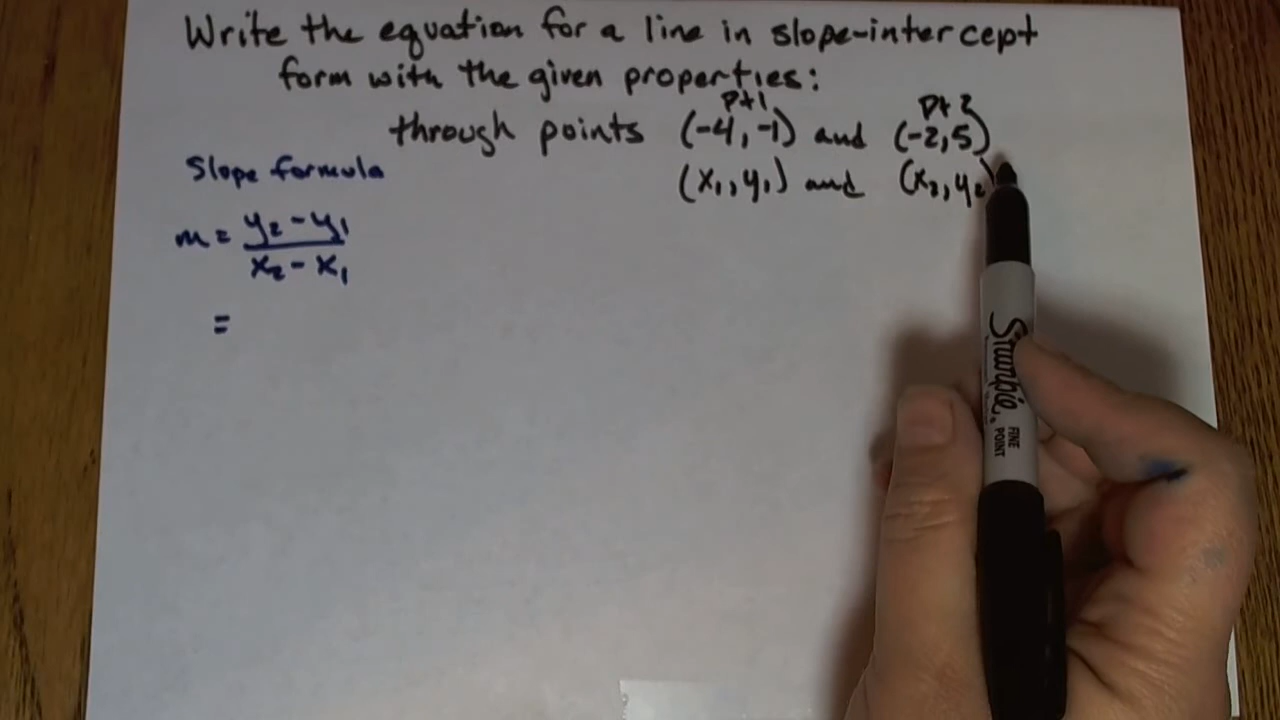 Write the equation for a line in slope-intercept
form with the given properties:
pt 1 pt 2
through points (-4, -1) and (-2, 5)
(x₁, y₁) and (x₂, y₂)
Slope formula
m = y₂ - y₁
x₂ - x₁
=
Sharpie.
FINE
POINT